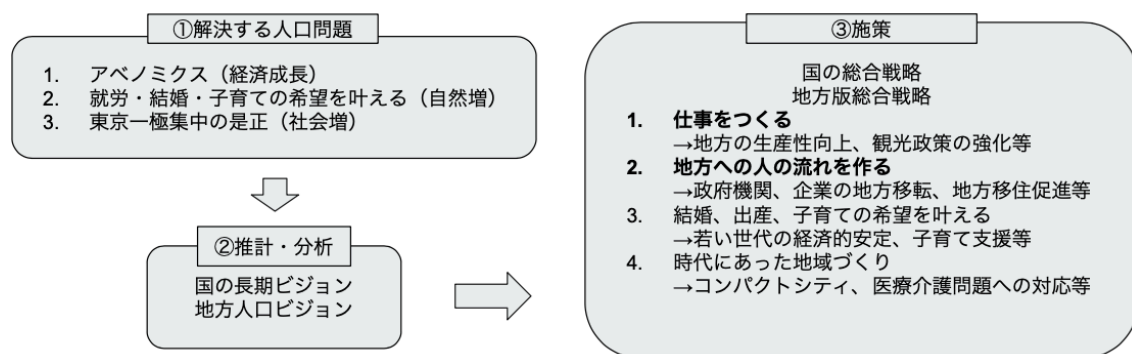 ①解決する人口問題
1. アベノミクス（経済成長）
2. 就労・結婚・子育ての希望を叶える（自然増）
3. 東京一極集中の是正（社会増）
②推計・分析
国の長期ビジョン
地方人口ビジョン
③施策
国の総合戦略
地方版総合戦略
1. 仕事をつくる
→地方の生産性向上、観光政策の強化等
2. 地方への人の流れを作る
→政府機関、企業の地方移転、地方移住促進等
3. 結婚、出産、子育ての希望を叶える
→若い世代の経済的安定、子育て支援等
4. 時代にあった地域づくり
→コンパクトシティ、医療介護問題への対応等